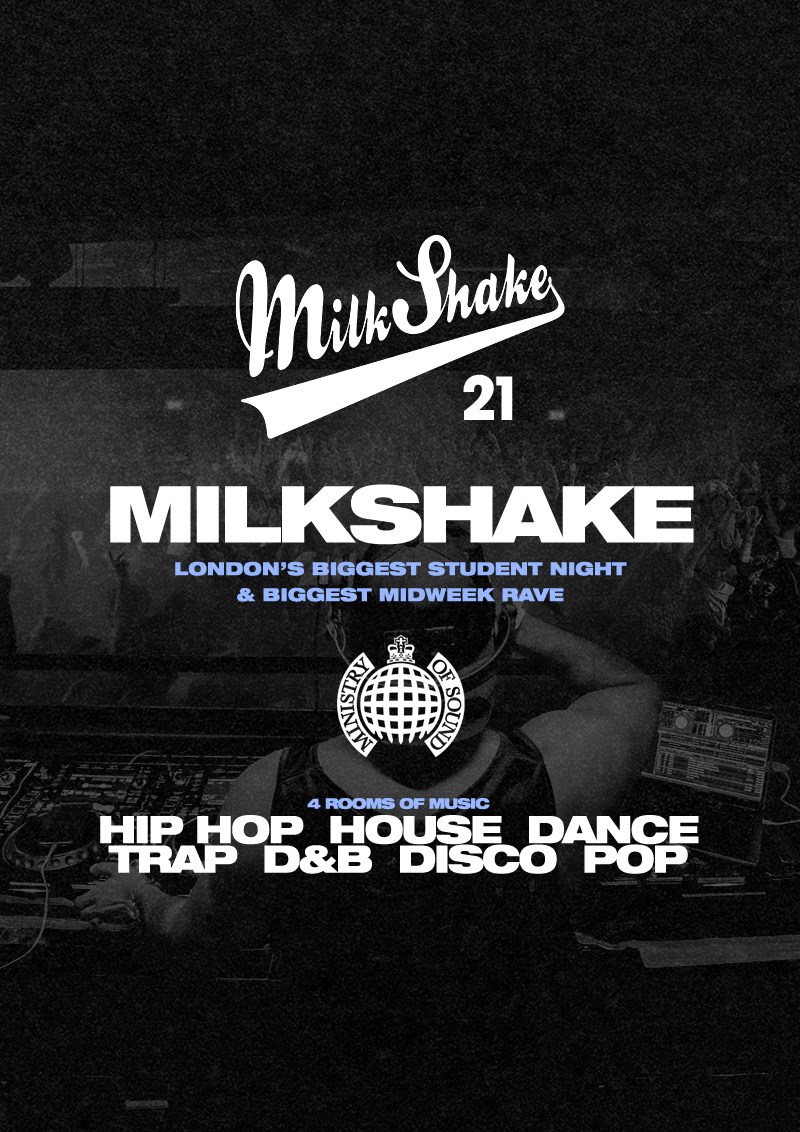 MilkShake
21
MILKSHAKE
LONDON'S BIGGEST STUDENT NIGHT
& BIGGEST MIDWEEK RAVE
MINISTRY OF SOUND
4 ROOMS OF MUSIC
HIP HOP HOUSE DANCE
TRAP D&B DISCO POP